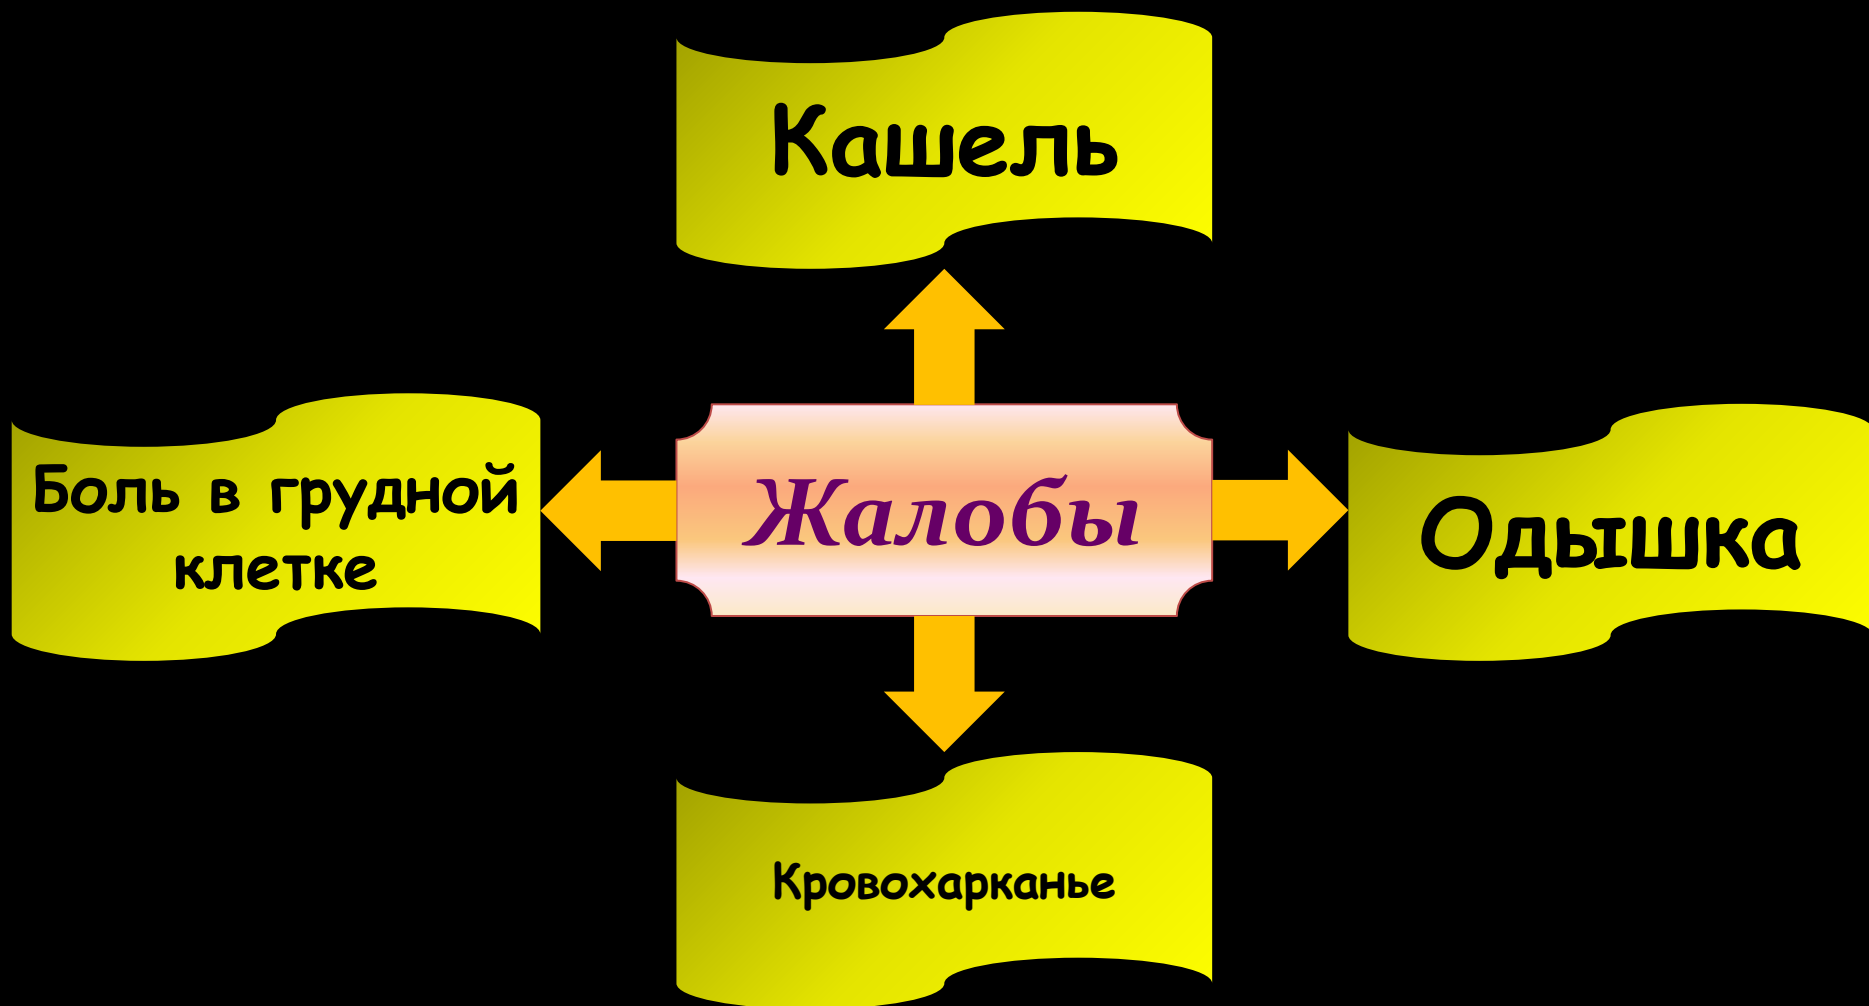 Кашель
Боль в грудной
клетке
Жалобы
Одышка
Кровохарканье